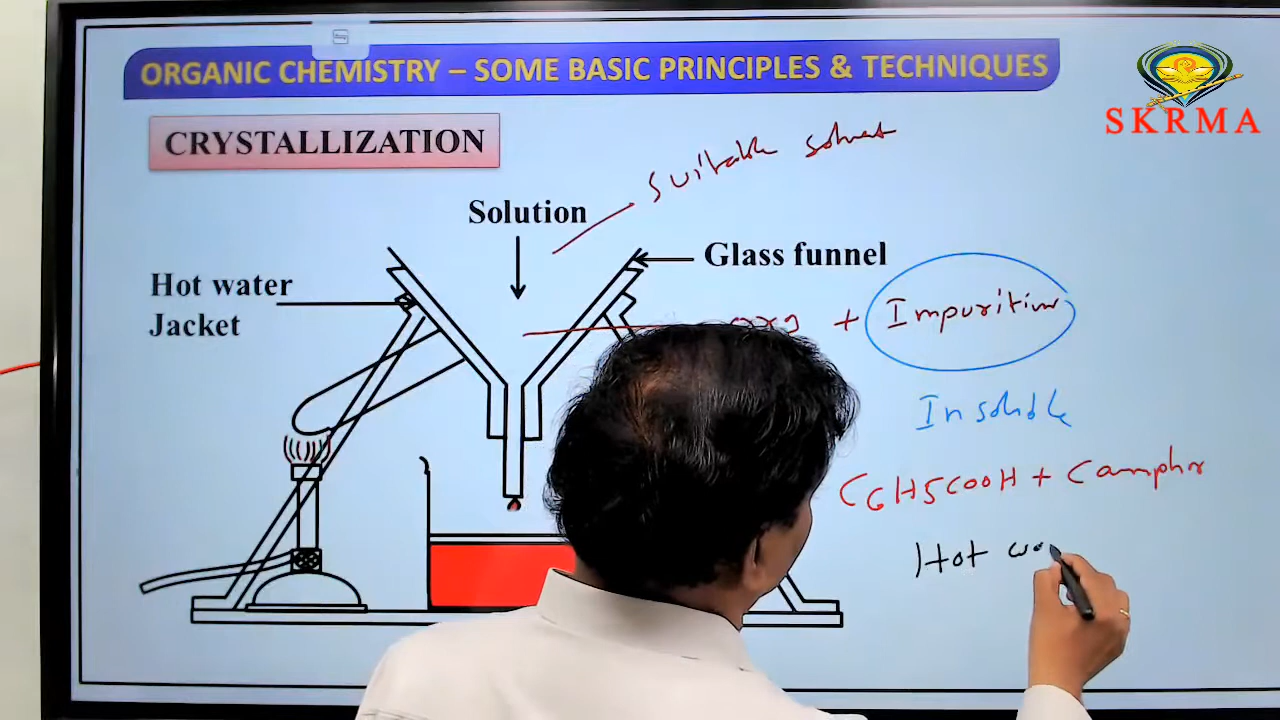 ORGANIC CHEMISTRY – SOME BASIC PRINCIPLES & TECHNIQUES
SKRMA
CRYSTALLIZATION
Suitable solvent
Solution
Glass funnel
Hot water
Jacket
org + Impurities
Insoluble
C6H5COOH + Camphor
Hot wa